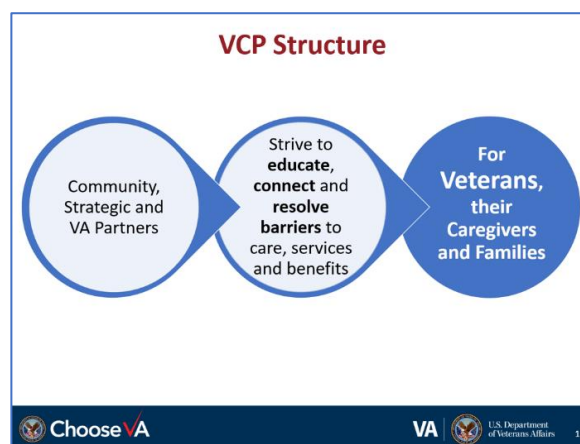 VCP Structure
Community,
Strategic and
VA Partners
Strive to
educate,
connect and
resolve
barriers to
care, services
and benefits
For
Veterans,
their
Caregivers
and Families
Choose VA
VA
U.S. Department
of Veterans Affairs